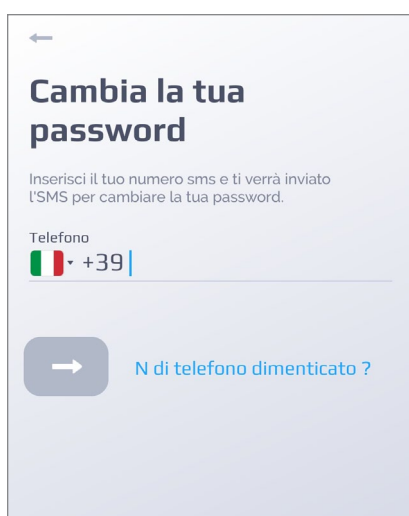 Cambia la tua
password
Inserisci il tuo numero sms e ti verrà inviato
l'SMS per cambiare la tua password.
Telefono
+39
N di telefono dimenticato ?